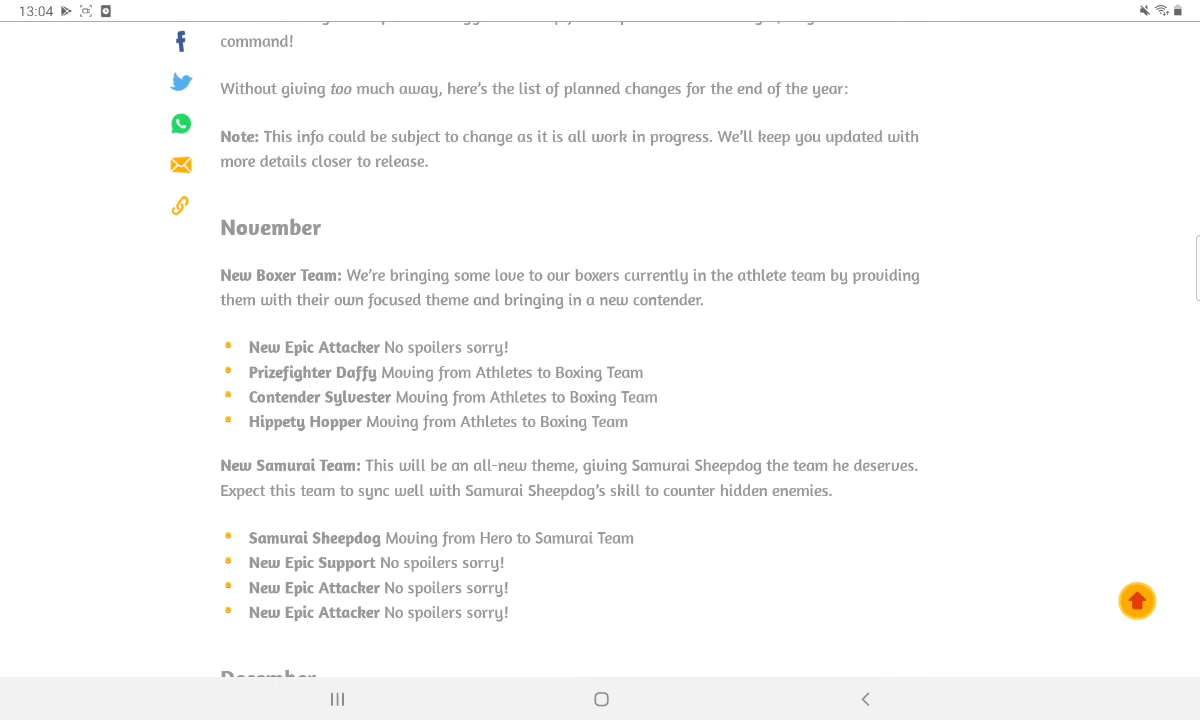 13:04
command!
Without giving too much away, here's the list of planned changes for the end of the year:
Note: This info could be subject to change as it is all work in progress. We'll keep you updated with
more details closer to release.
November
New Boxer Team: We're bringing some love to our boxers currently in the athlete team by providing
them with their own focused theme and bringing in a new contender.
New Epic Attacker No spoilers sorry!
Prizefighter Daffy Moving from Athletes to Boxing Team
Contender Sylvester Moving from Athletes to Boxing Team
Hippety Hopper Moving from Athletes to Boxing Team
New Samurai Team: This will be an all-new theme, giving Samurai Sheepdog the team he deserves.
Expect this team to sync well with Samurai Sheepdog's skill to counter hidden enemies.
Samurai Sheepdog Moving from Hero to Samurai Team
New Epic Support No spoilers sorry!
New Epic Attacker No spoilers sorry!
New Epic Attacker No spoilers sorry!
December